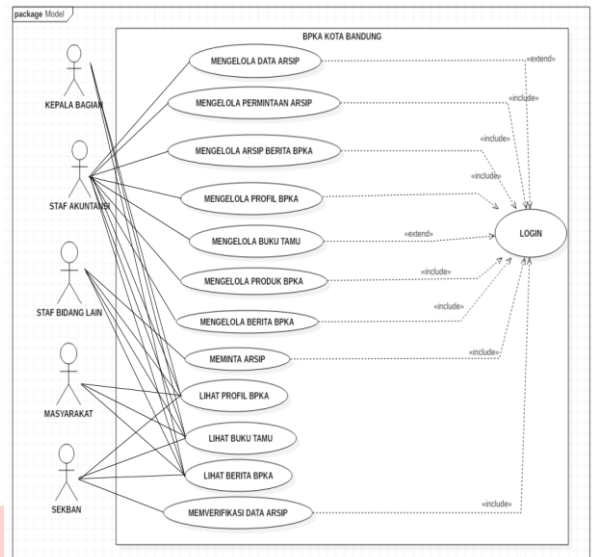 package Model
BPKA KOTA BANDUNG
MENGELOLA DATA ARSIP
«extend»
KEPALA BAGIAN
MENGELOLA PERMINTAAN ARSIP
«include»
MENGELOLA ARSIP BERITA BPKA
«include»
«include»
STAF AKUNTANSI
MENGELOLA PROFIL BPKA
MENGELOLA BUKU TAMU
«extend»
LOGIN
MENGELOLA PRODUK BPKA
«include»
STAF BIDANG LAIN
MENGELOLA BERITA BPKA
«include»
MEMINTA ARSIP
«include»
LIHAT PROFIL BPKA
MASYARAKAT
LIHAT BUKU TAMU
LIHAT BERITA BPKA
SEKBAN
MEMVERIFIKASI DATA ARSIP
«include»